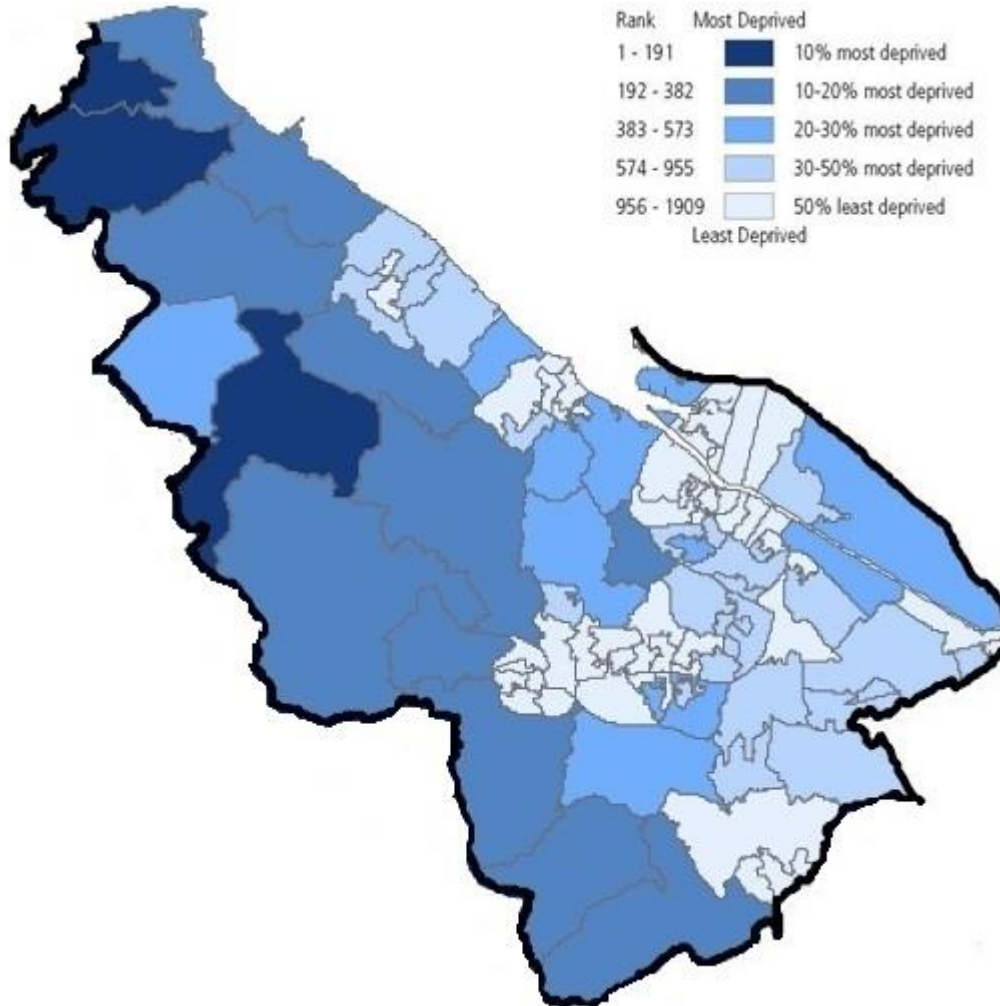 Rank Most Deprived
1 - 191 10% most deprived
192 - 382 10-20% most deprived
383 - 573 20-30% most deprived
574 - 955 30-50% most deprived
956 - 1909 50% least deprived
Least Deprived